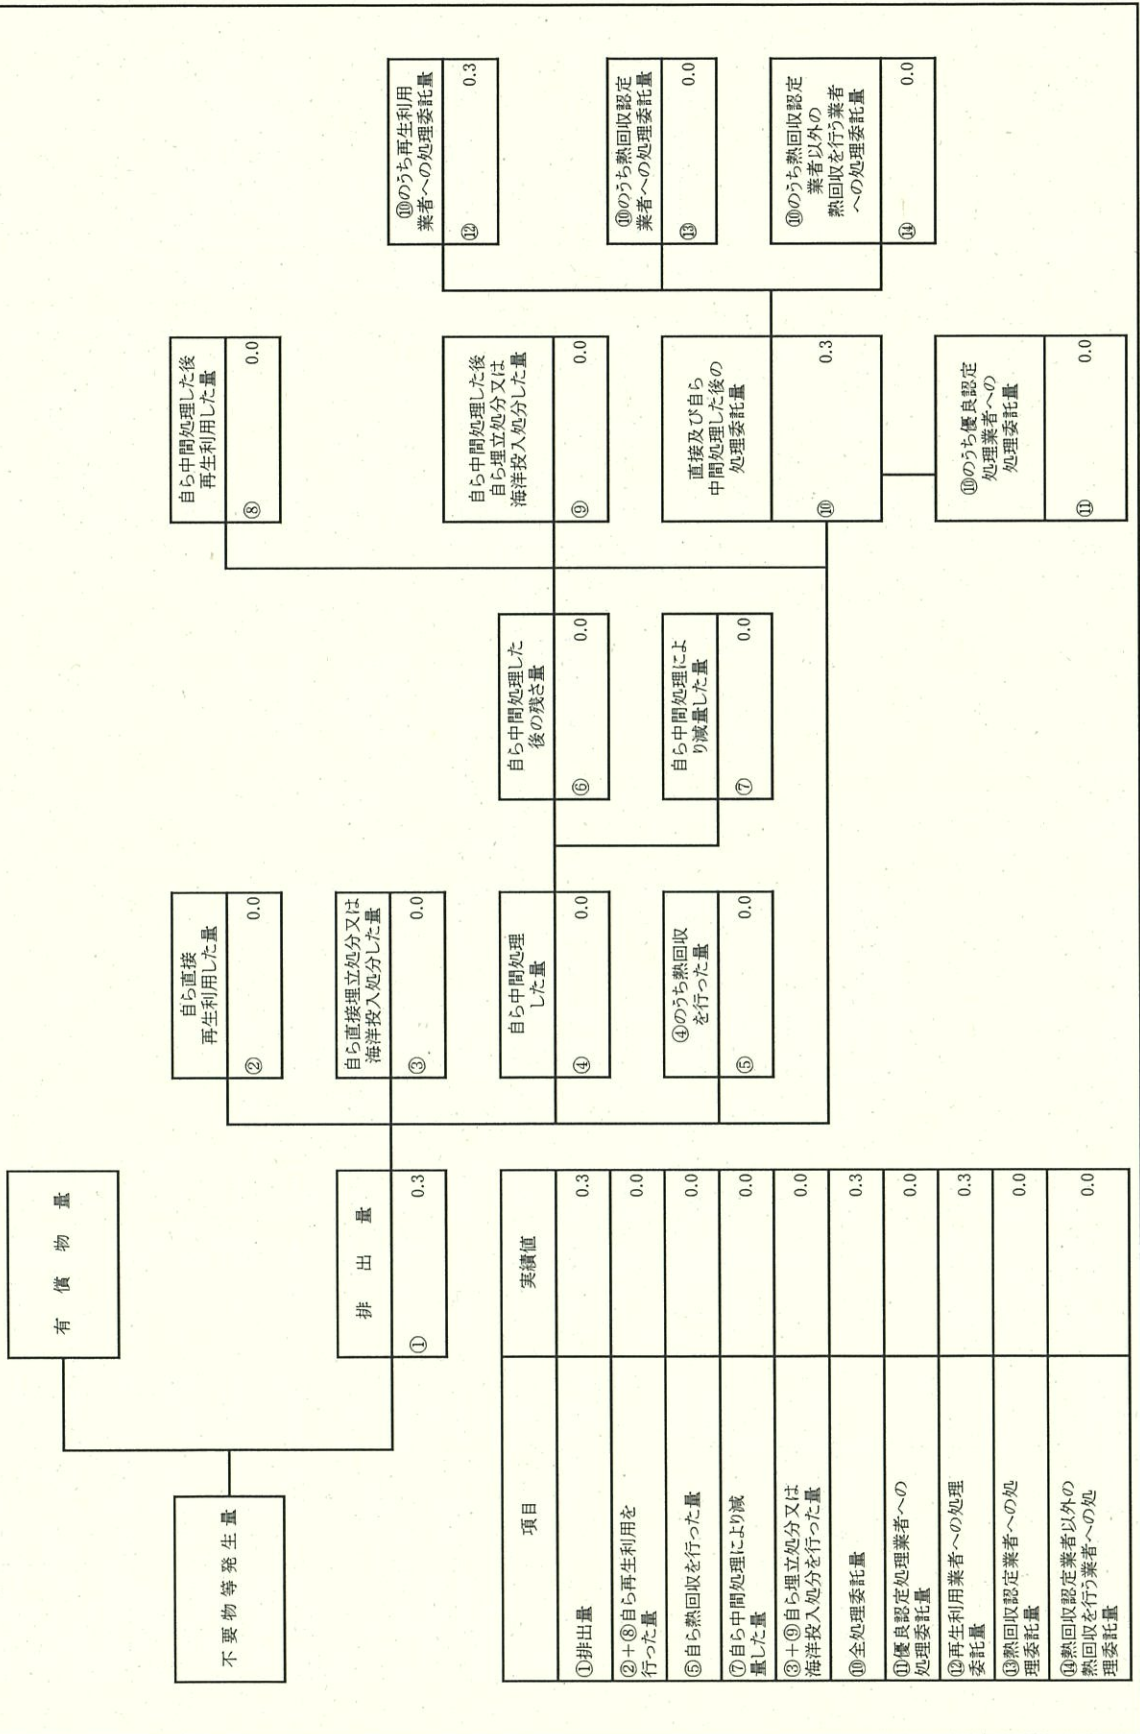 不要物等発生量
有償物量
排出量
① 0.3
自ら直接
再生利用した量
② 0.0
自ら直接埋立処分又は
海洋投入処分した量
③ 0.0
自ら中間処理
した量
④ 0.0
④のうち熱回収
を行った量
⑤ 0.0
自ら中間処理した
後の残さ量
⑥ 0.0
自ら中間処理によ
り減量した量
⑦ 0.0
自ら中間処理した後
再生利用した量
⑧ 0.0
自ら中間処理した後
自ら埋立処分又は
海洋投入処分した量
⑨ 0.0
直接及び自ら
中間処理した後の
処理委託量
⑩ 0.3
⑩のうち優良認定
処理業者への
処理委託量
⑪ 0.0
⑩のうち再生利用
業者への処理委託量
⑫ 0.3
⑩のうち熱回収認定
業者への処理委託量
⑬ 0.0
⑩のうち熱回収認定
業者以外の
熱回収を行う業者
への処理委託量
⑭ 0.0
項目 実績値
①排出量 0.3
②+⑧自ら再生利用を
行った量 0.0
⑤自ら熱回収を行った量 0.0
⑦自ら中間処理により減
量した量 0.0
③+⑨自ら埋立処分又は
海洋投入処分を行った量 0.0
⑩全処理委託量 0.3
⑪優良認定処理業者への
処理委託量 0.0
⑫再生利用業者への処理
委託量 0.3
⑬熱回収認定業者への処
理委託量 0.0
⑭熱回収認定業者以外の
熱回収を行う業者への処
理委託量 0.0